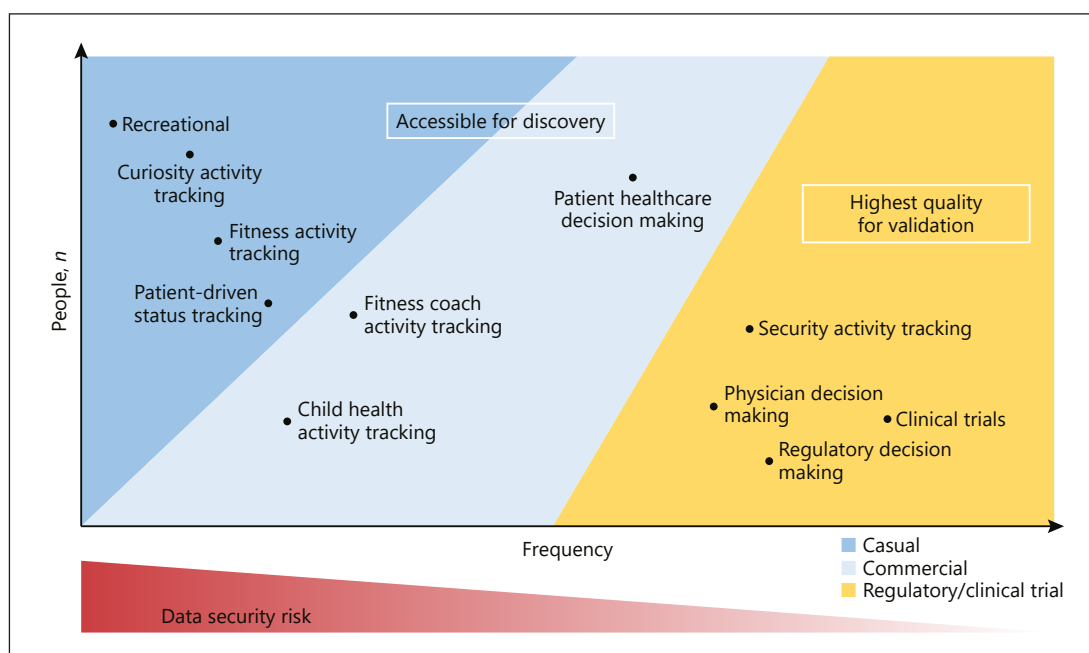 Accessible for discovery
Recreational
Curiosity activity
tracking
Patient healthcare
decision making
Highest quality
for validation
Fitness activity
tracking
Patient-driven
status tracking
Fitness coach
activity tracking
Security activity tracking
Child health
activity tracking
Physician decision
making
Clinical trials
Regulatory decision
making
People, n
Frequency
Casual
Commercial
Regulatory/clinical trial
Data security risk